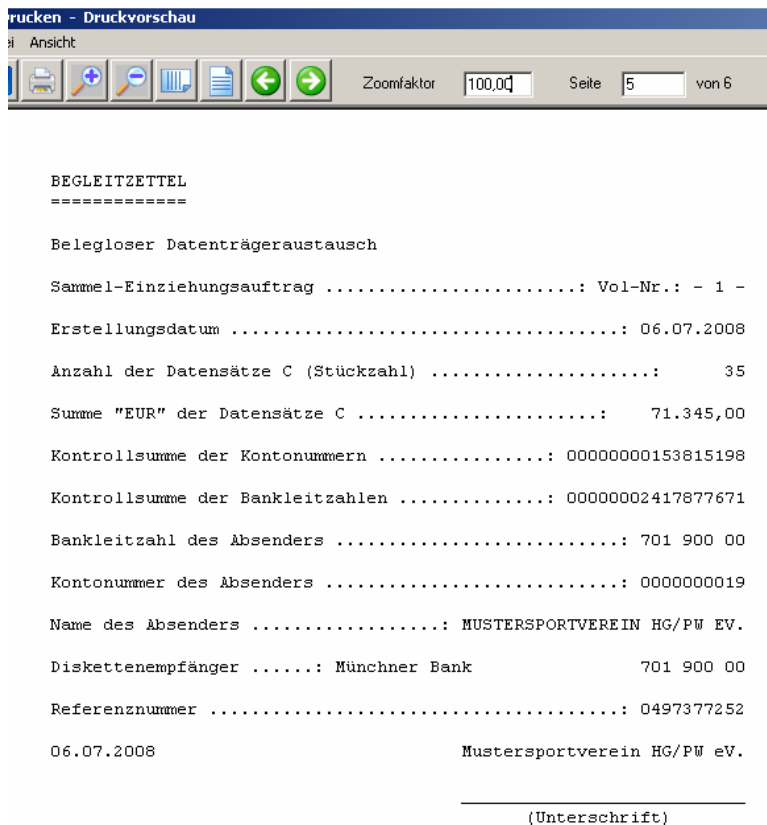 Drucken - Druckvorschau
Ansicht
Zoomfaktor 100,00 Seite 5 von 6
BEGLEITZETTEL
=============
Belegloser Datenträgeraustausch
Sammel-Einziehungsauftrag ........................: Vol-Nr.: - 1 -
Erstellungsdatum .....................................: 06.07.2008
Anzahl der Datensätze C (Stückzahl) .....................: 35
Summe "EUR" der Datensätze C .......................: 71.345,00
Kontrollsumme der Kontonummern ................: 00000000153815198
Kontrollsumme der Bankleitzahlen ..............: 00000002417877671
Bankleitzahl des Absenders ...........................: 701 900 00
Kontonummer des Absenders ............................: 0000000019
Name des Absenders ..................: MUSTERSPORTVEREIN HG/PW EV.
Diskettenempfänger ......: Münchner Bank 701 900 00
Referenznummer .......................................: 0497377252
06.07.2008 Mustersportverein HG/PW eV.
(Unterschrift)